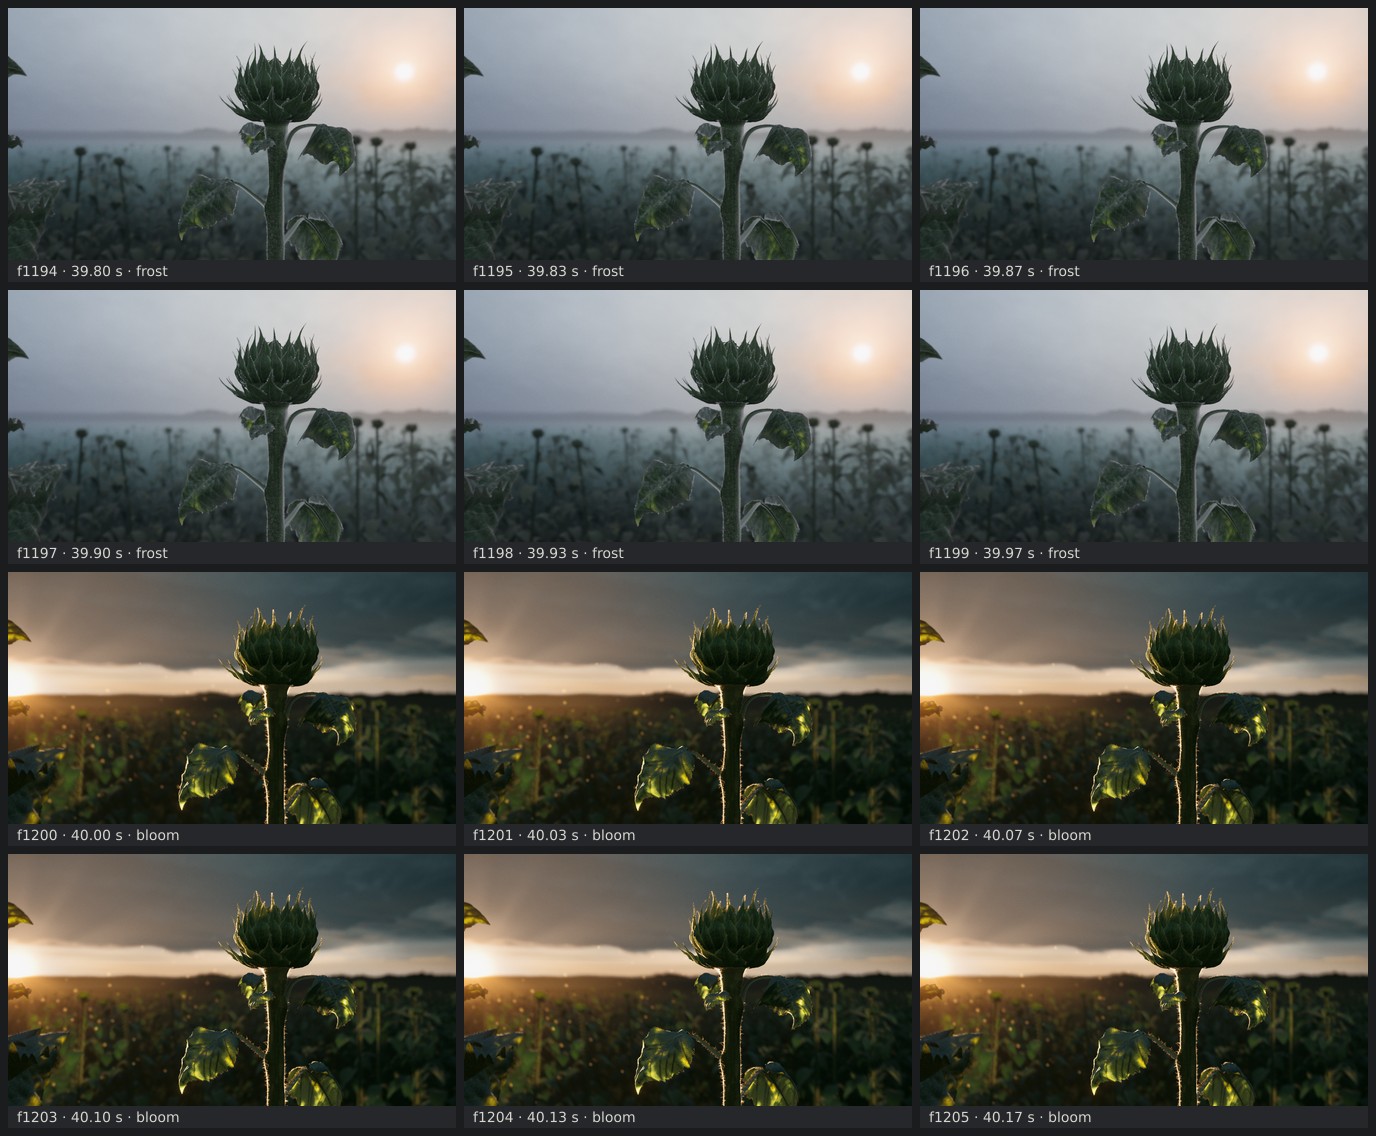 f1194 · 39.80 s · frost
f1195 · 39.83 s · frost
f1196 · 39.87 s · frost
f1197 · 39.90 s · frost
f1198 · 39.93 s · frost
f1199 · 39.97 s · frost
f1200 · 40.00 s · bloom
f1201 · 40.03 s · bloom
f1202 · 40.07 s · bloom
f1203 · 40.10 s · bloom
f1204 · 40.13 s · bloom
f1205 · 40.17 s · bloom